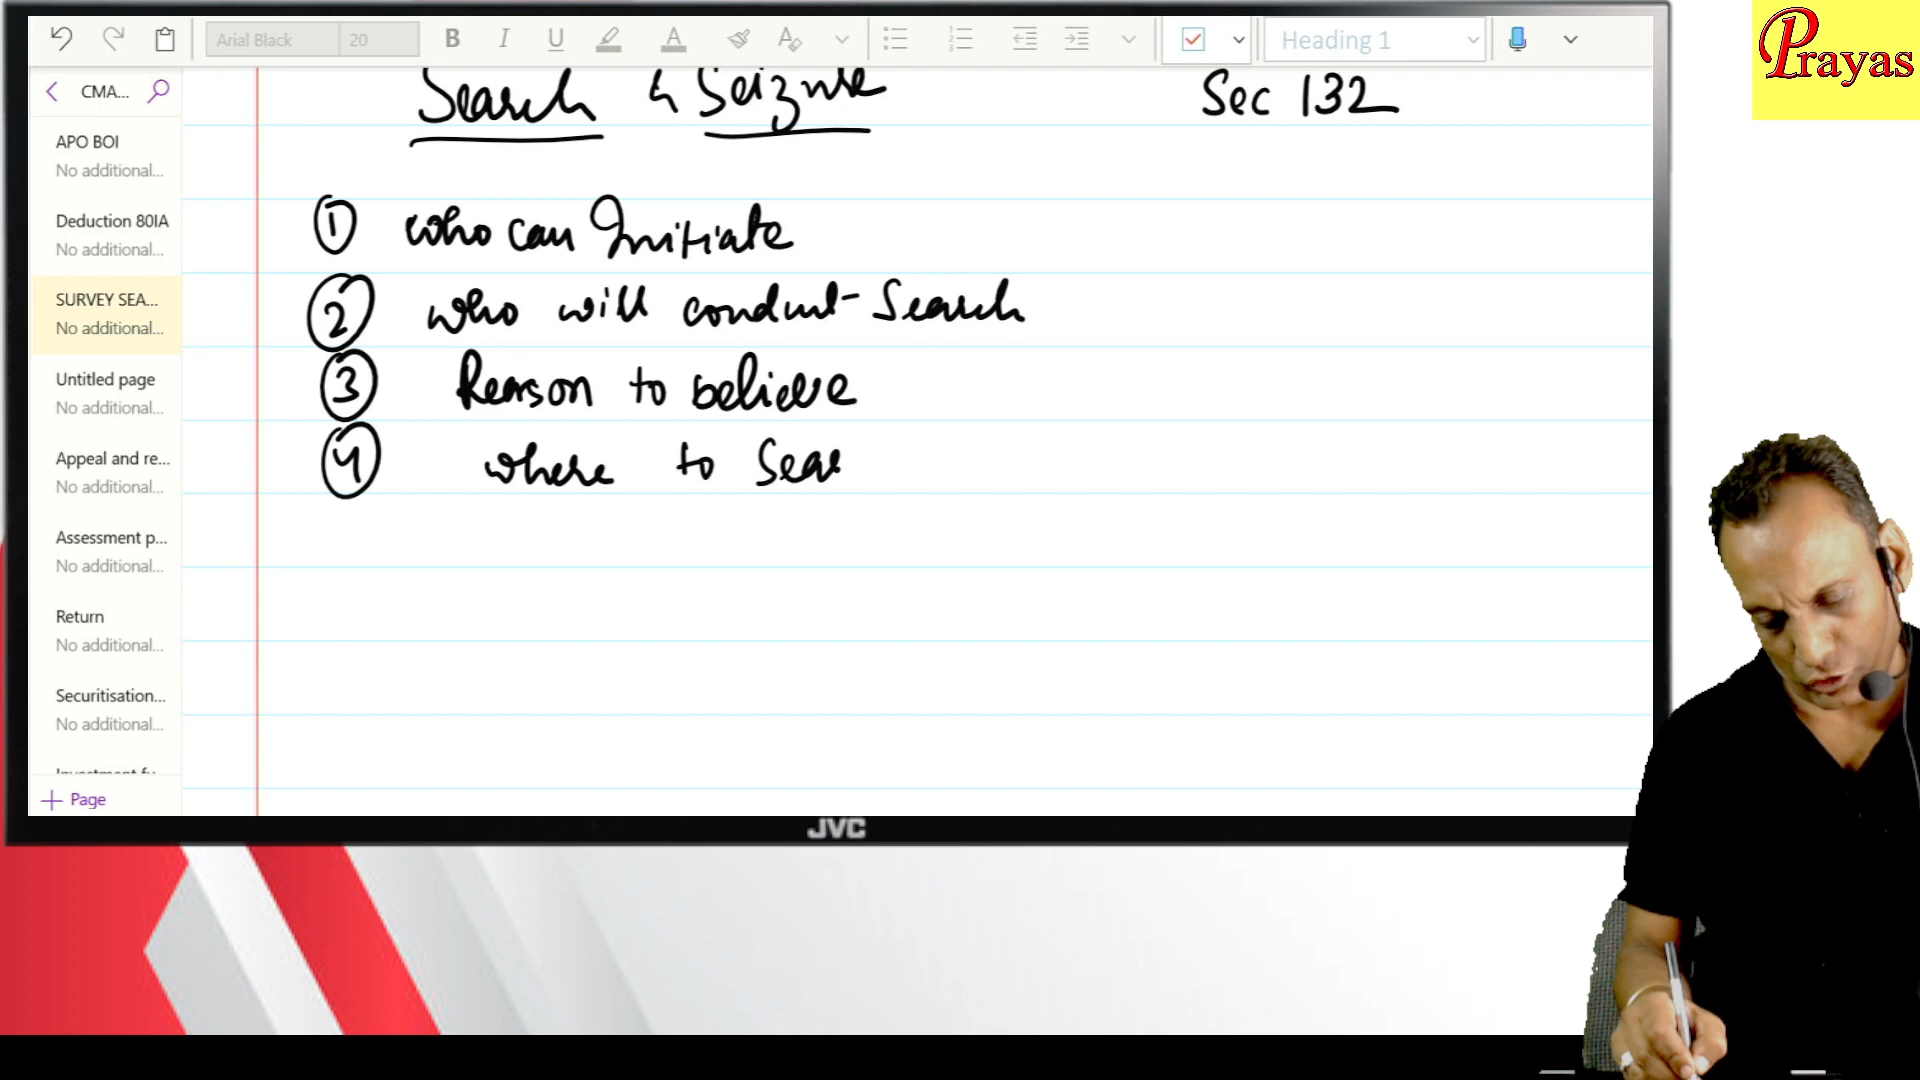 Prayas
Arial Black 20 B I U A A Heading 1
CMA...
Search & Seizure Sec 132
APO BOI
No additional...
Deduction 80IA
No additional...
SURVEY SEA...
No additional...
Untitled page
No additional...
Appeal and re...
No additional...
Assessment p...
No additional...
Return
No additional...
Securitisation...
No additional...
Page
① who can Initiate
② who will conduct Search
③ Reason to believe
④ where to Sear
JVC